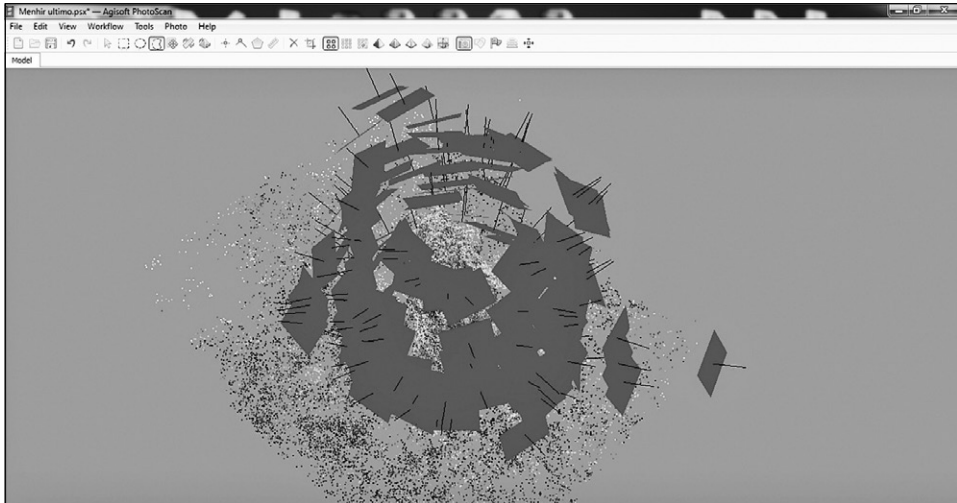 Menhir ultimo.psx* — Agisoft PhotoScan
File Edit View Workflow Tools Photo Help
Model